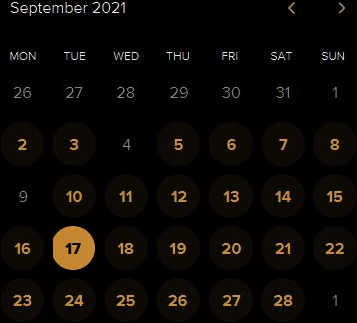 September 2021 < >
MON TUE WED THU FRI SAT SUN
26 27 28 29 30 31 1
2 3 4 5 6 7 8
9 10 11 12 13 14 15
16 17 18 19 20 21 22
23 24 25 26 27 28 1